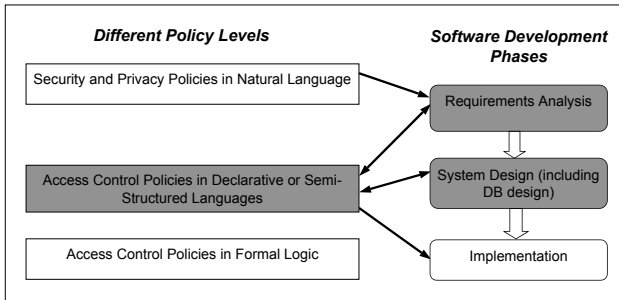 Different Policy Levels
Software Development
Phases
Security and Privacy Policies in Natural Language
Requirements Analysis
Access Control Policies in Declarative or Semi-
Structured Languages
System Design (including
DB design)
Access Control Policies in Formal Logic
Implementation